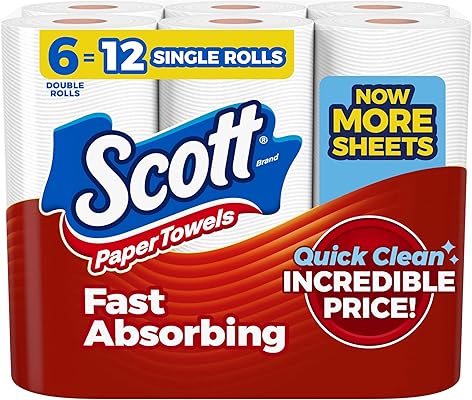 6 = 12 SINGLE ROLLS
DOUBLE
ROLLS
NOW
MORE
SHEETS
Scott®
Brand
Paper Towels
Quick Clean
INCREDIBLE
PRICE!
Fast
Absorbing